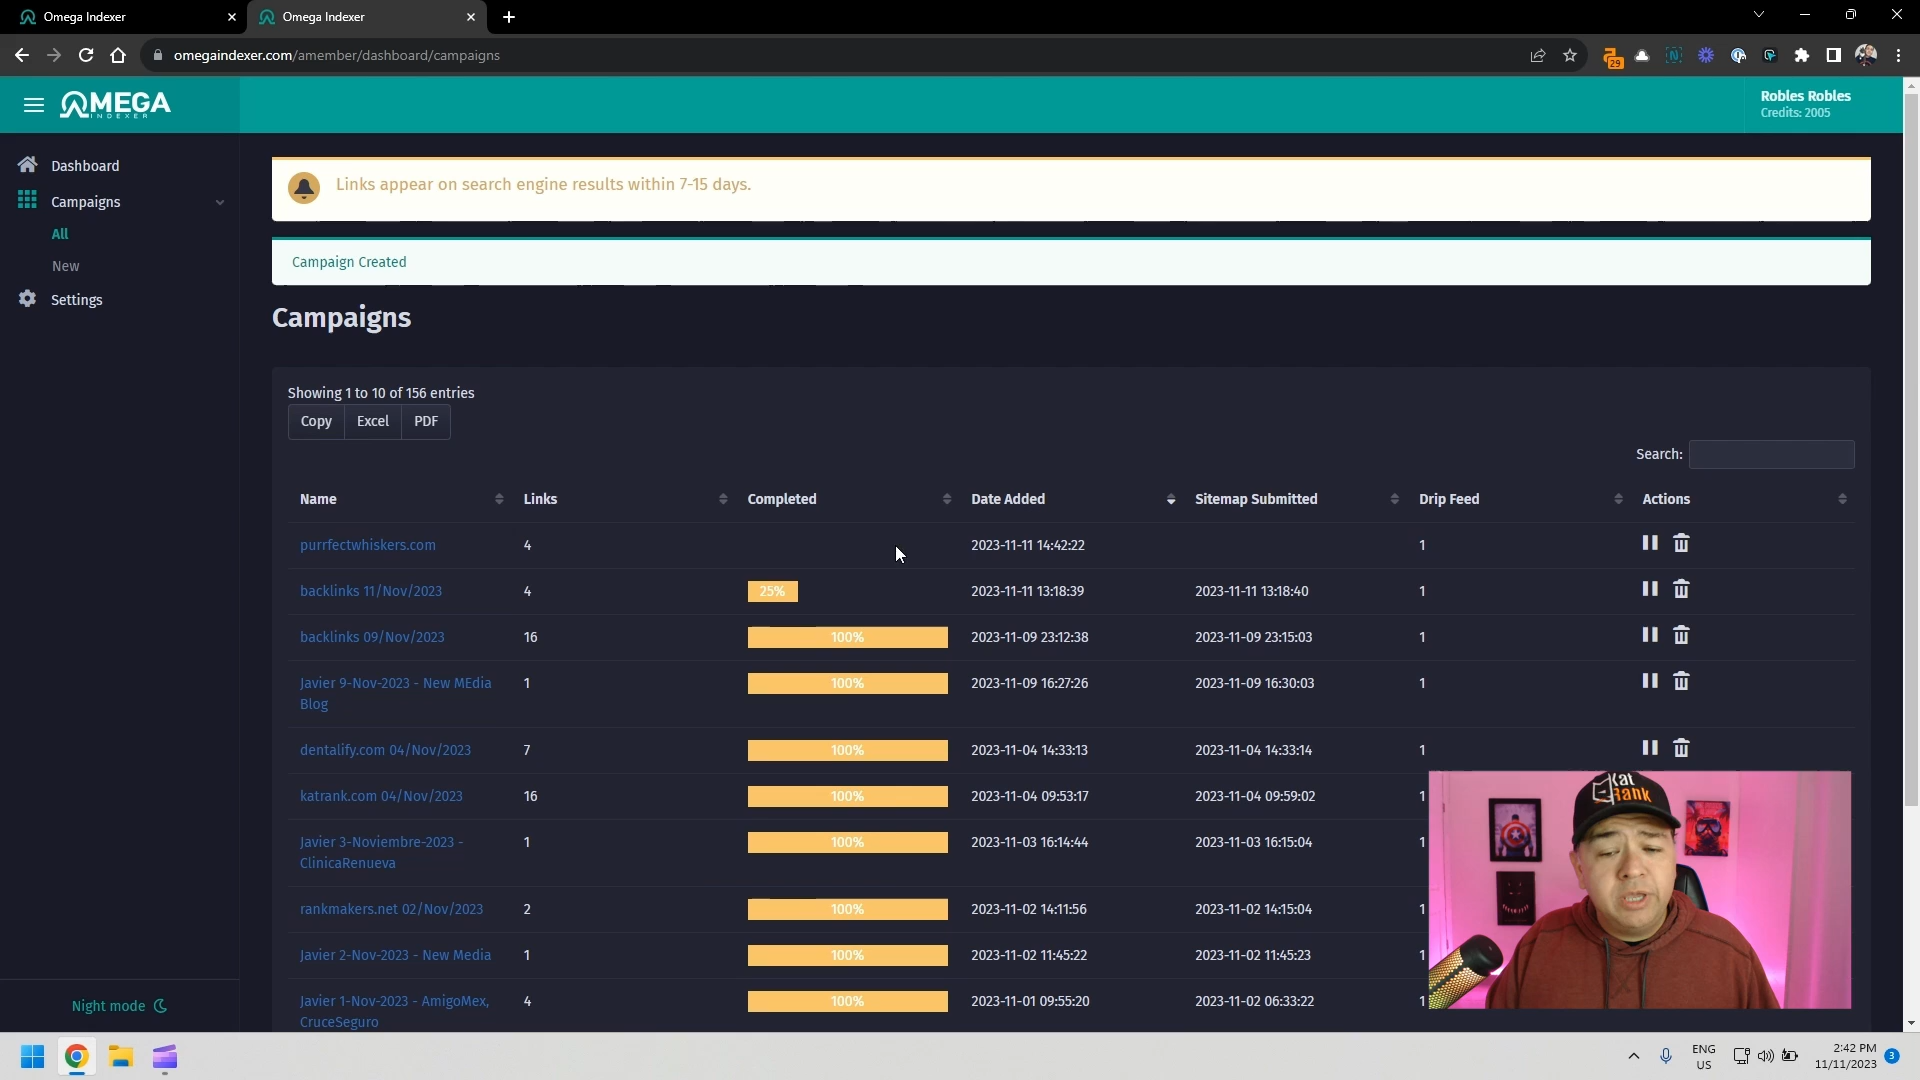 Omega Indexer
Omega Indexer
omegaindexer.com/amember/dashboard/campaigns
29
OMEGA
INDEXER
Robles Robles
Credits: 2005
Dashboard
Campaigns
All
New
Settings
Links appear on search engine results within 7-15 days.
Campaign Created
Campaigns
Showing 1 to 10 of 156 entries
Copy Excel PDF
Search:
Name Links Completed Date Added Sitemap Submitted Drip Feed Actions
purrfectwhiskers.com 4 2023-11-11 14:42:22 1
backlinks 11/Nov/2023 4 25% 2023-11-11 13:18:39 2023-11-11 13:18:40 1
backlinks 09/Nov/2023 16 100% 2023-11-09 23:12:38 2023-11-09 23:15:03 1
Javier 9-Nov-2023 - New MEdia 1 100% 2023-11-09 16:27:26 2023-11-09 16:30:03 1
Blog
dentalify.com 04/Nov/2023 7 100% 2023-11-04 14:33:13 2023-11-04 14:33:14 1
katrank.com 04/Nov/2023 16 100% 2023-11-04 09:53:17 2023-11-04 09:59:02 1
Javier 3-Noviembre-2023 - 1 100% 2023-11-03 16:14:44 2023-11-03 16:15:04 1
ClinicaRenueva
rankmakers.net 02/Nov/2023 2 100% 2023-11-02 14:11:56 2023-11-02 14:15:04 1
Javier 2-Nov-2023 - New Media 1 100% 2023-11-02 11:45:22 2023-11-02 11:45:23 1
Javier 1-Nov-2023 - AmigoMex, 4 100% 2023-11-01 09:55:20 2023-11-02 06:33:22 1
CruceSeguro
Kat
Rank
Night mode
ENG
US
2:42 PM
11/11/2023
3